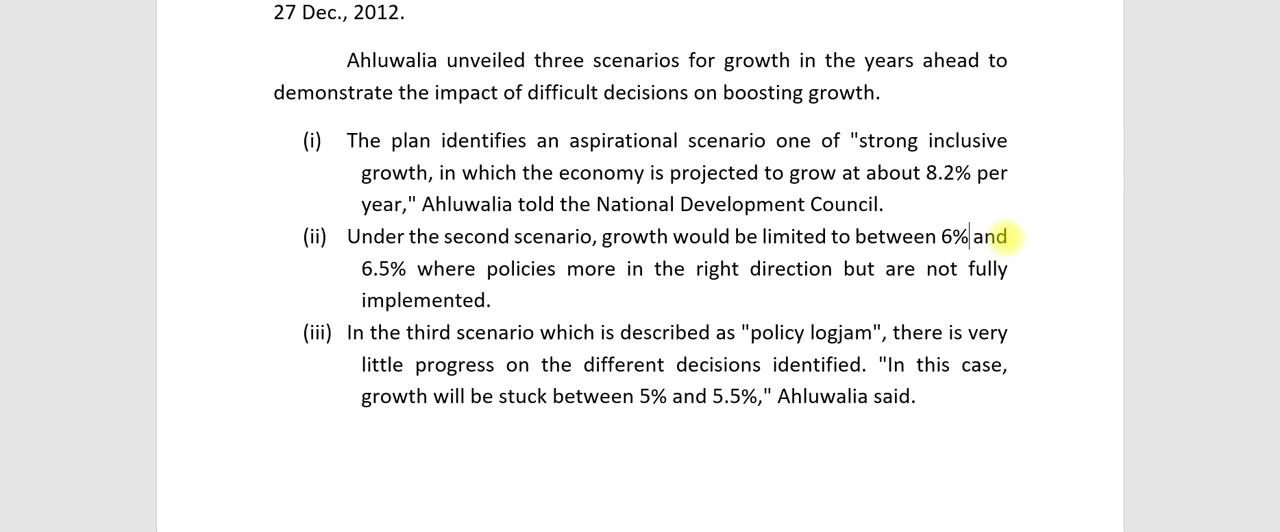 27 Dec., 2012.
Ahluwalia unveiled three scenarios for growth in the years ahead to
demonstrate the impact of difficult decisions on boosting growth.
(i) The plan identifies an aspirational scenario one of "strong inclusive
growth, in which the economy is projected to grow at about 8.2% per
year," Ahluwalia told the National Development Council.
(ii) Under the second scenario, growth would be limited to between 6% and
6.5% where policies more in the right direction but are not fully
implemented.
(iii) In the third scenario which is described as "policy logjam", there is very
little progress on the different decisions identified. "In this case,
growth will be stuck between 5% and 5.5%," Ahluwalia said.